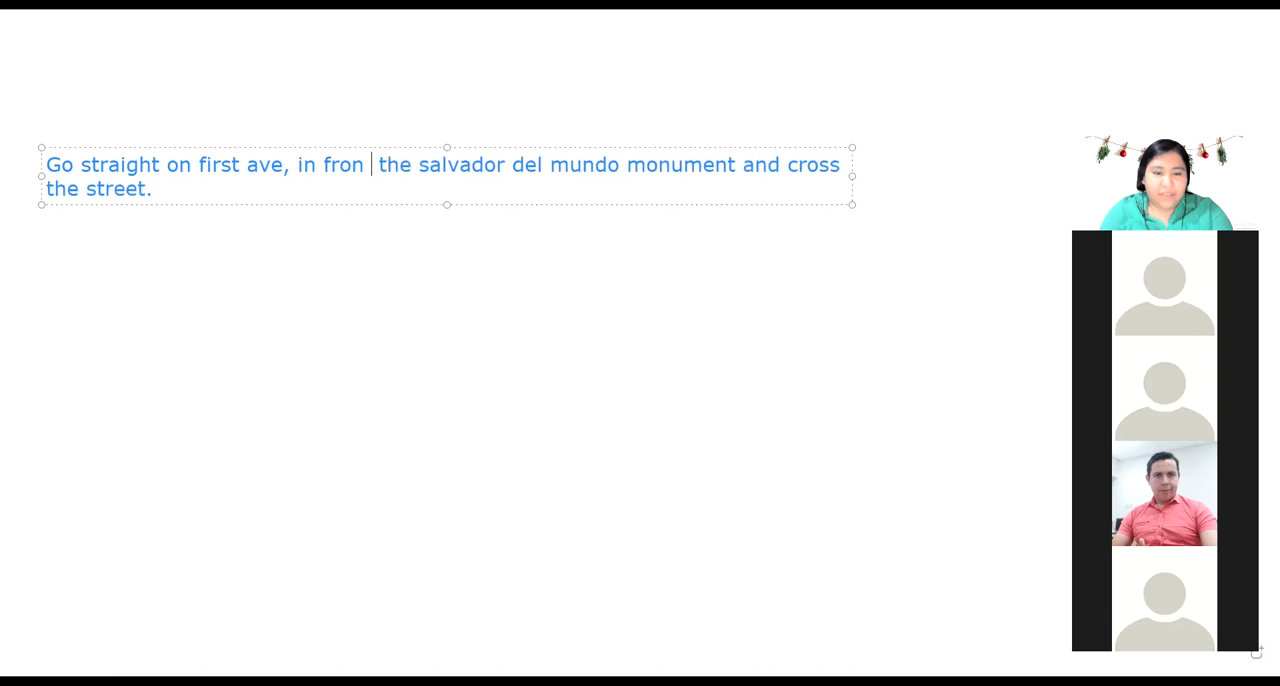 Go straight on first ave, in fron the salvador del mundo monument and cross
the street.